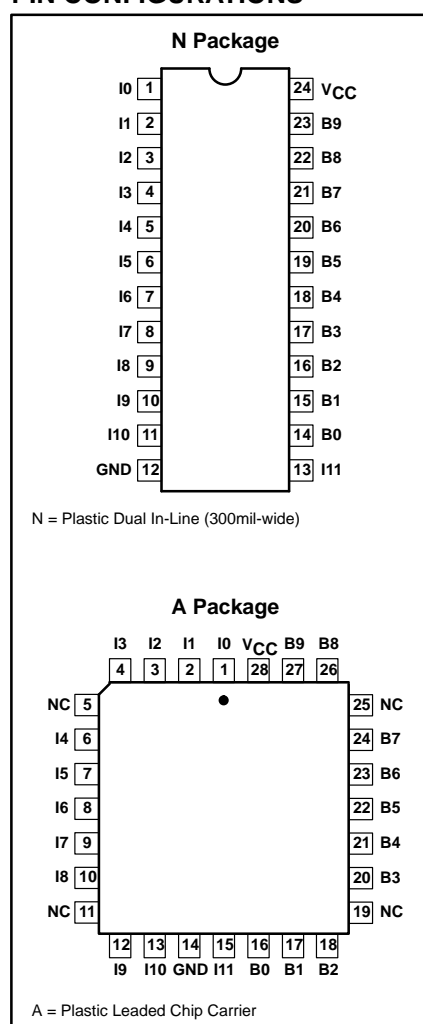 PIN CONFIGURATIONS
N Package
I0 1 24 VCC
I1 2 23 B9
I2 3 22 B8
I3 4 21 B7
I4 5 20 B6
I5 6 19 B5
I6 7 18 B4
I7 8 17 B3
I8 9 16 B2
I9 10 15 B1
I10 11 14 B0
GND 12 13 I11
N = Plastic Dual In-Line (300mil-wide)
A Package
I3 I2 I1 I0 VCC B9 B8
4 3 2 1 28 27 26
NC 5 25 NC
I4 6 24 B7
I5 7 23 B6
I6 8 22 B5
I7 9 21 B4
I8 10 20 B3
NC 11 19 NC
12 13 14 15 16 17 18
I9 I10 GND I11 B0 B1 B2
A = Plastic Leaded Chip Carrier